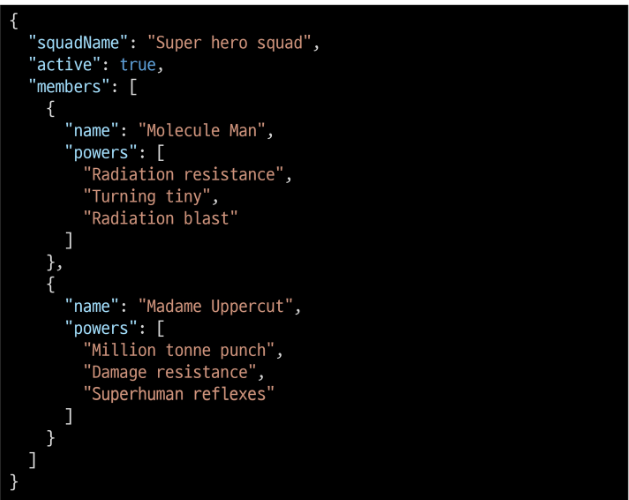 {
  "squadName": "Super hero squad",
  "active": true,
  "members": [
    {
      "name": "Molecule Man",
      "powers": [
        "Radiation resistance",
        "Turning tiny",
        "Radiation blast"
      ]
    },
    {
      "name": "Madame Uppercut",
      "powers": [
        "Million tonne punch",
        "Damage resistance",
        "Superhuman reflexes"
      ]
    }
  ]
}